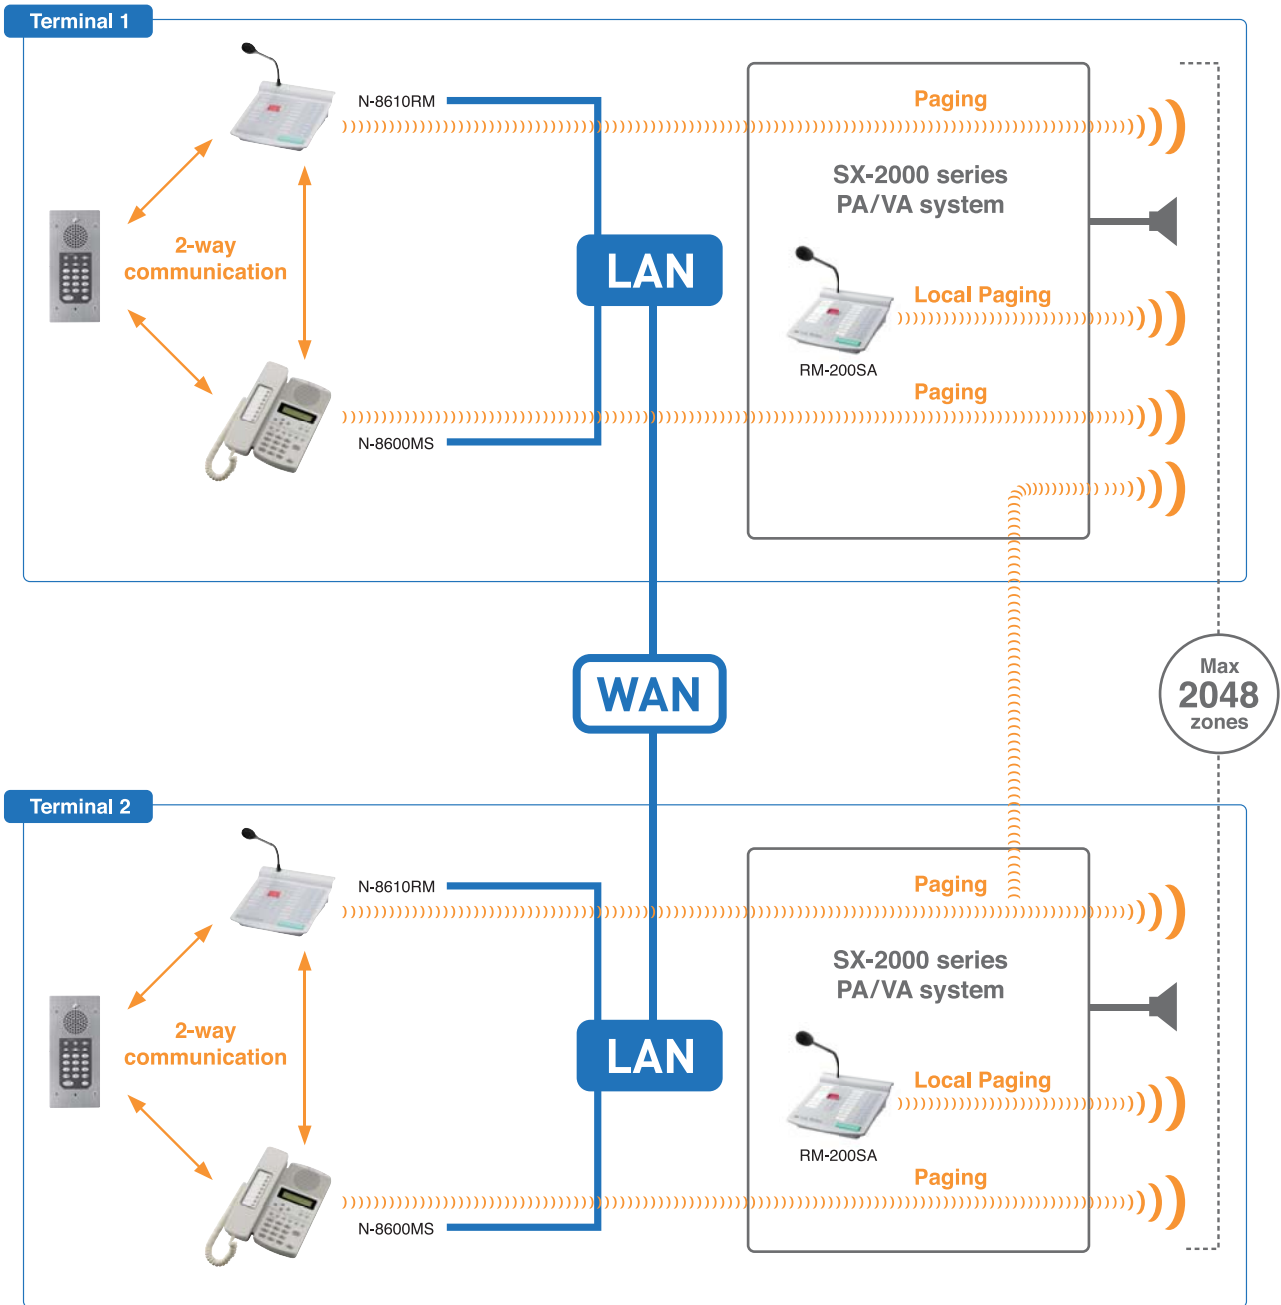 Terminal 1
N-8610RM
Paging
SX-2000 series
PA/VA system
2-way
communication
LAN
Local Paging
RM-200SA
Paging
N-8600MS
WAN
Max
2048
zones
Terminal 2
N-8610RM
Paging
SX-2000 series
PA/VA system
2-way
communication
LAN
Local Paging
RM-200SA
Paging
N-8600MS